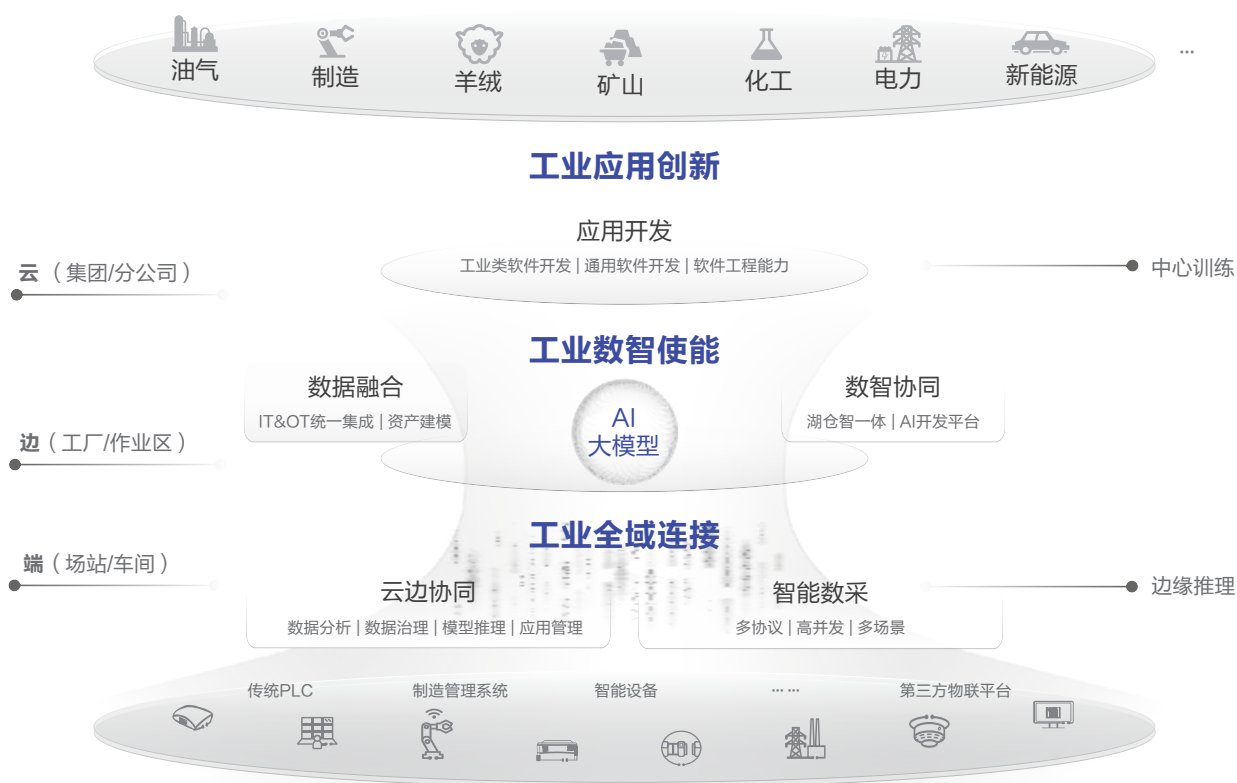 油气
制造
羊绒
矿山
化工
电力
新能源
...
工业应用创新
应用开发
工业类软件开发 | 通用软件开发 | 软件工程能力
云（集团/分公司）
中心训练
工业数智使能
数据融合
IT&OT统一集成 | 资产建模
AI
大模型
数智协同
湖仓智一体 | AI开发平台
边（工厂/作业区）
工业全域连接
端（场站/车间）
云边协同
数据分析 | 数据治理 | 模型推理 | 应用管理
智能数采
多协议 | 高并发 | 多场景
边缘推理
传统PLC
制造管理系统
智能设备
... ...
第三方物联平台